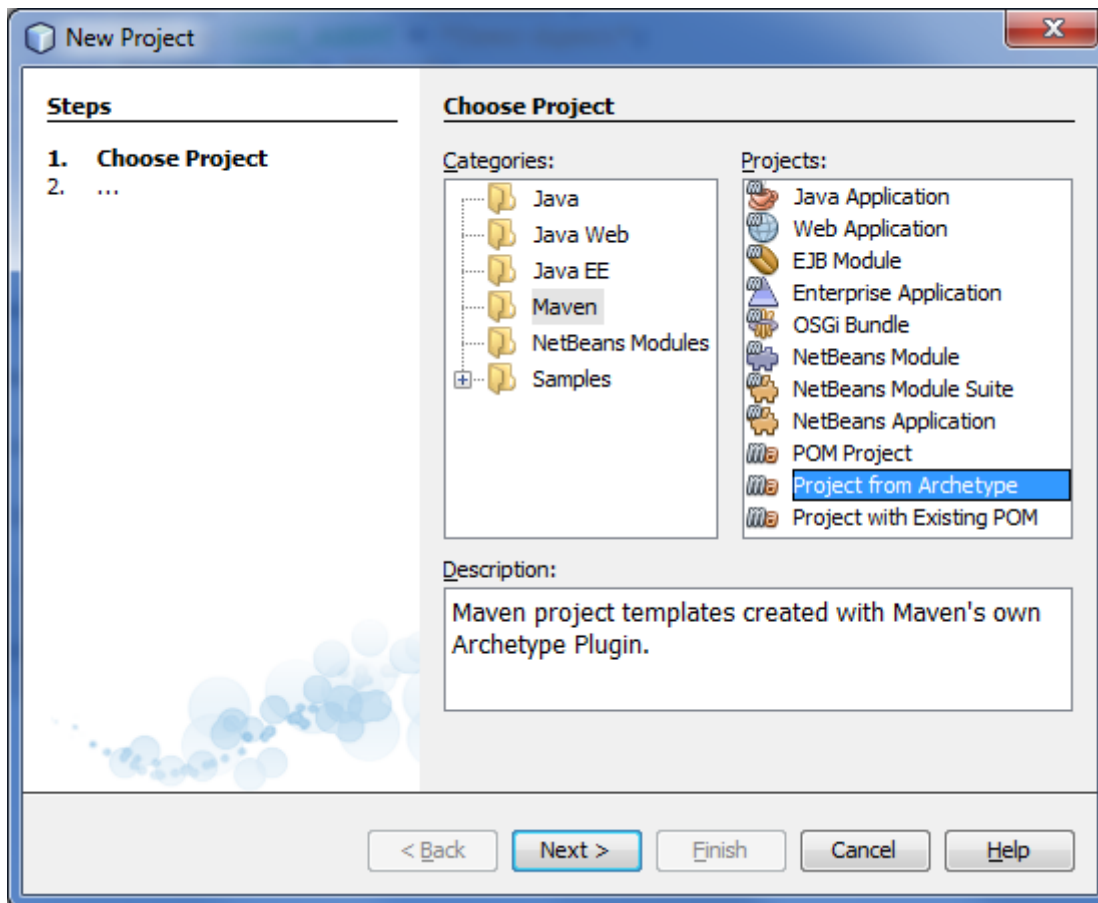 New Project
Steps
1. Choose Project
2. ...
Choose Project
Categories:
Java
Java Web
Java EE
Maven
NetBeans Modules
Samples
Projects:
Java Application
Web Application
EJB Module
Enterprise Application
OSGi Bundle
NetBeans Module
NetBeans Module Suite
NetBeans Application
POM Project
Project from Archetype
Project with Existing POM
Description:
Maven project templates created with Maven's own
Archetype Plugin.
< Back Next > Finish Cancel Help